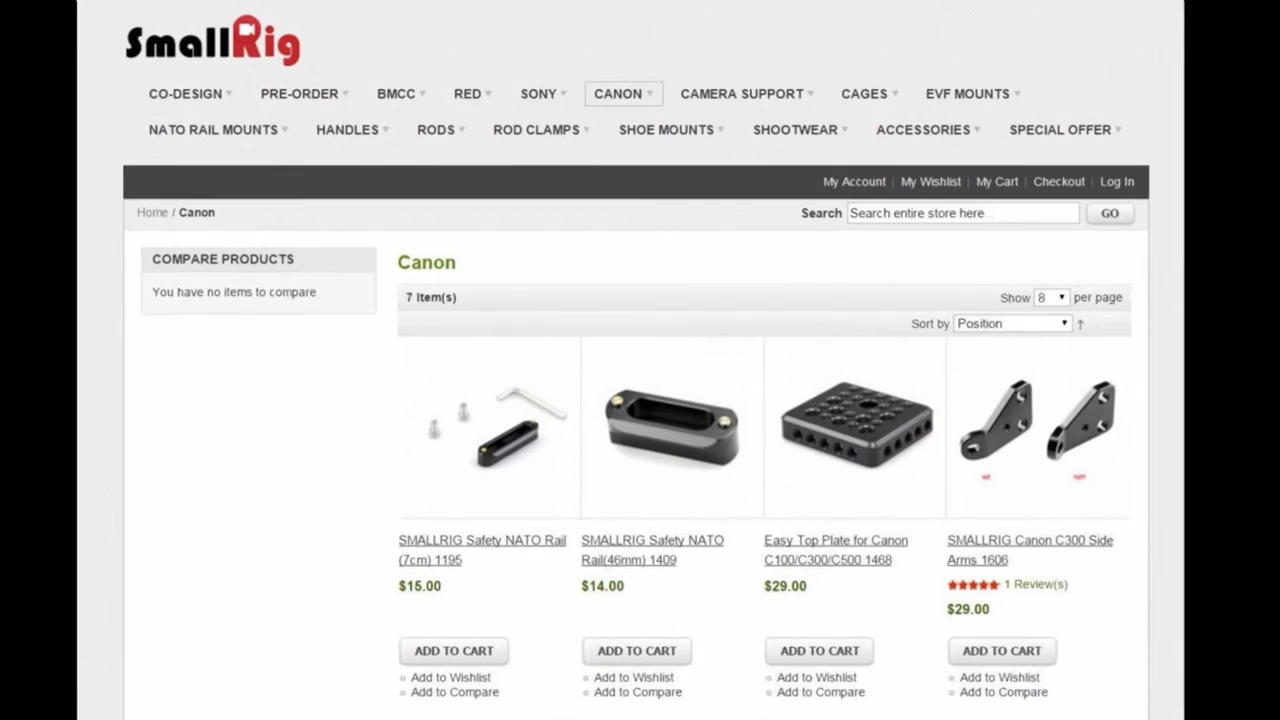 SmallRig
CO-DESIGN PRE-ORDER BMCC RED SONY CANON CAMERA SUPPORT CAGES EVF MOUNTS
NATO RAIL MOUNTS HANDLES RODS ROD CLAMPS SHOE MOUNTS SHOOTWEAR ACCESSORIES SPECIAL OFFER
My Account | My Wishlist | My Cart | Checkout | Log In
Home / Canon
Search Search entire store here GO
COMPARE PRODUCTS
You have no items to compare
Canon
7 Item(s)
Show 8 per page
Sort by Position
left right
SMALLRIG Safety NATO Rail (7cm) 1195
$15.00
ADD TO CART
Add to Wishlist
Add to Compare
SMALLRIG Safety NATO Rail(46mm) 1409
$14.00
ADD TO CART
Add to Wishlist
Add to Compare
Easy Top Plate for Canon C100/C300/C500 1468
$29.00
ADD TO CART
Add to Wishlist
Add to Compare
SMALLRIG Canon C300 Side Arms 1606
1 Review(s)
$29.00
ADD TO CART
Add to Wishlist
Add to Compare